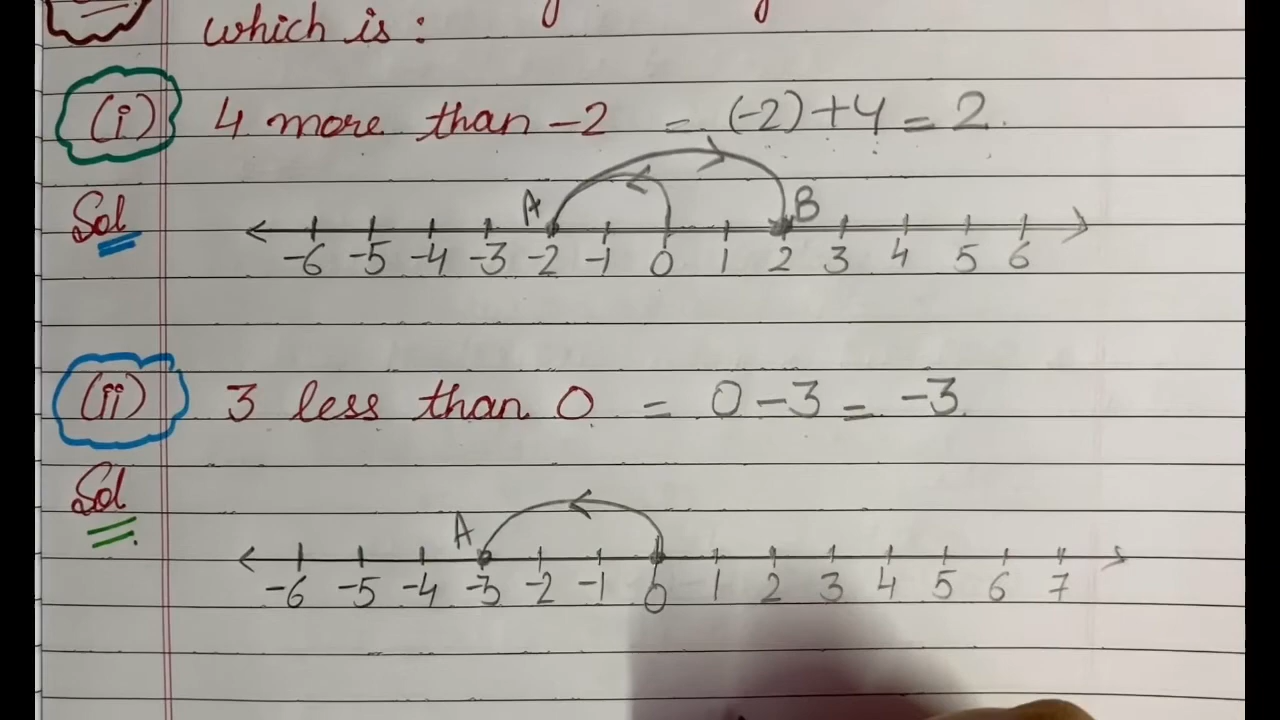 which is :
(i) 4 more than -2 = (-2) + 4 = 2.
Sol
A B
-6 -5 -4 -3 -2 -1 0 1 2 3 4 5 6
(ii) 3 less than 0 = 0 - 3 = -3.
Sol
A
-6 -5 -4 -3 -2 -1 0 1 2 3 4 5 6 7